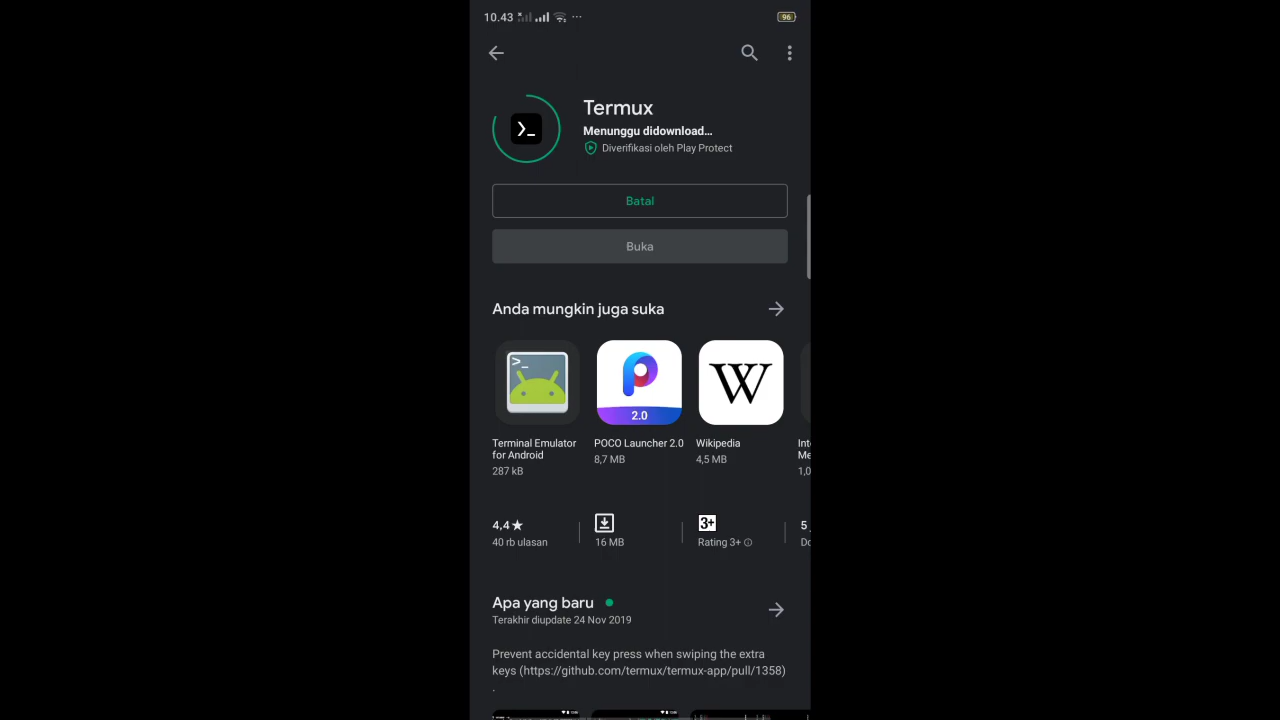 10.43
96
Termux
Menunggu didownload...
Diverifikasi oleh Play Protect
Batal
Buka
Anda mungkin juga suka
2.0
W
Terminal Emulator for Android
287 kB
POCO Launcher 2.0
8,7 MB
Wikipedia
4,5 MB
4,4★
40 rb ulasan
16 MB
3+
Rating 3+
5
Apa yang baru
Terakhir diupdate 24 Nov 2019
Prevent accidental key press when swiping the extra
keys (https://github.com/termux/termux-app/pull/1358)
.